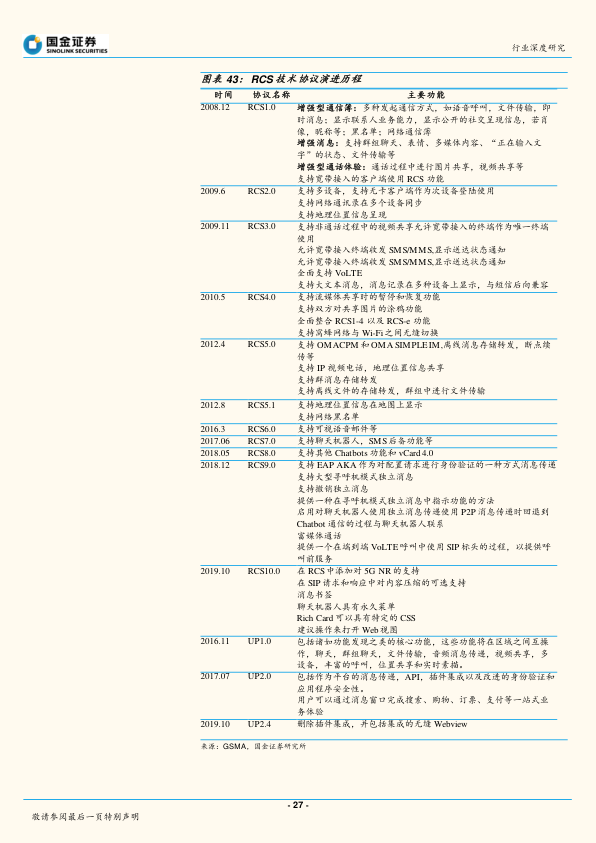 国金证券
SINOLINK SECURITIES
行业深度研究
图表 43： RCS 技术协议演进历程
时间 协议名称 主要功能
2008.12 RCS1.0 增强型通信簿：多种发起通信方式，如语音呼叫，文件传输，即
时消息；显示联系人业务能力，显示公开的社交呈现信息，若肖
像，昵称等；黑名单；网络通信簿
增强消息：支持群组聊天、表情、多媒体内容、“正在输入文
字”的状态、文件传输等
增强型通话体验：通话过程中进行图片共享，视频共享等
支持宽带接入的客户端使用 RCS 功能
2009.6 RCS2.0 支持多设备，支持无卡客户端作为次设备登陆使用
支持网络通讯录在多个设备同步
支持地理位置信息呈现
2009.11 RCS3.0 支持非通话过程中的视频共享允许宽带接入的终端作为唯一终端
使用
允许宽带接入终端收发 SMS/MMS,显示送达状态通知
允许宽带接入终端收发 SMS/MMS,显示送达状态通知
全面支持 VoLTE
支持大文本消息，消息记录在多种设备上显示，与短信后向兼容
2010.5 RCS4.0 支持流媒体共享时的暂停和恢复功能
支持双方对共享图片的涂鸦功能
全面整合 RCS1-4 以及 RCS-e 功能
支持蜂窝网络与 Wi-Fi 之间无缝切换
2012.4 RCS5.0 支持 OMACPM 和 OMA SIMPLE IM,离线消息存储转发，断点续
传等
支持 IP 视频电话，地理位置信息共享
支持群消息存储转发
支持离线文件的存储转发，群组中进行文件传输
2012.8 RCS5.1 支持地理位置信息在地图上显示
支持网络黑名单
2016.3 RCS6.0 支持可视语音邮件等
2017.06 RCS7.0 支持聊天机器人，SMS 后备功能等
2018.05 RCS8.0 支持其他 Chatbots 功能和 vCard 4.0
2018.12 RCS9.0 支持 EAP AKA 作为对配置请求进行身份验证的一种方式消息传递
支持大型寻呼机模式独立消息
支持撤销独立消息
提供一种在寻呼机模式独立消息中指示功能的方法
启用对聊天机器人使用独立消息传递使用 P2P 消息传递时回退到
Chatbot 通信的过程与聊天机器人联系
富媒体通话
提供一个在端到端 VoLTE 呼叫中使用 SIP 标头的过程，以提供呼
叫前服务
2019.10 RCS10.0 在 RCS 中添加对 5G NR 的支持
在 SIP 请求和响应中对内容压缩的可选支持
消息书签
聊天机器人具有永久菜单
Rich Card 可以具有特定的 CSS
建议操作来打开 Web 视图
2016.11 UP1.0 包括诸如功能发现之类的核心功能，这些功能将在区域之间互操
作，聊天，群组聊天，文件传输，音频消息传递，视频共享，多
设备，丰富的呼叫，位置共享和实时素描。
2017.07 UP2.0 包括作为平台的消息传递，API，插件集成以及改进的身份验证和
应用程序安全性。
用户可以通过消息窗口完成搜索、购物、订票、支付等一站式业
务体验
2019.10 UP2.4 删除插件集成，并包括集成的无缝 Webview
来源：GSMA，国金证券研究所
- 27 -
敬请参阅最后一页特别声明